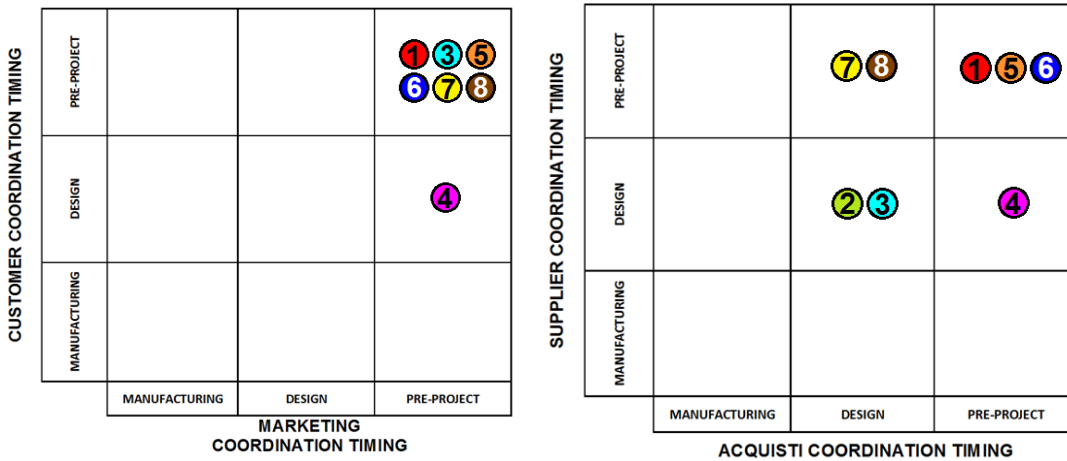 CUSTOMER COORDINATION TIMING
PRE-PROJECT
1 3 5
6 7 8
DESIGN
4
MANUFACTURING
MANUFACTURING DESIGN PRE-PROJECT
MARKETING
COORDINATION TIMING
SUPPLIER COORDINATION TIMING
PRE-PROJECT
7 8 1 5 6
DESIGN
2 3 4
MANUFACTURING
MANUFACTURING DESIGN PRE-PROJECT
ACQUISTI COORDINATION TIMING